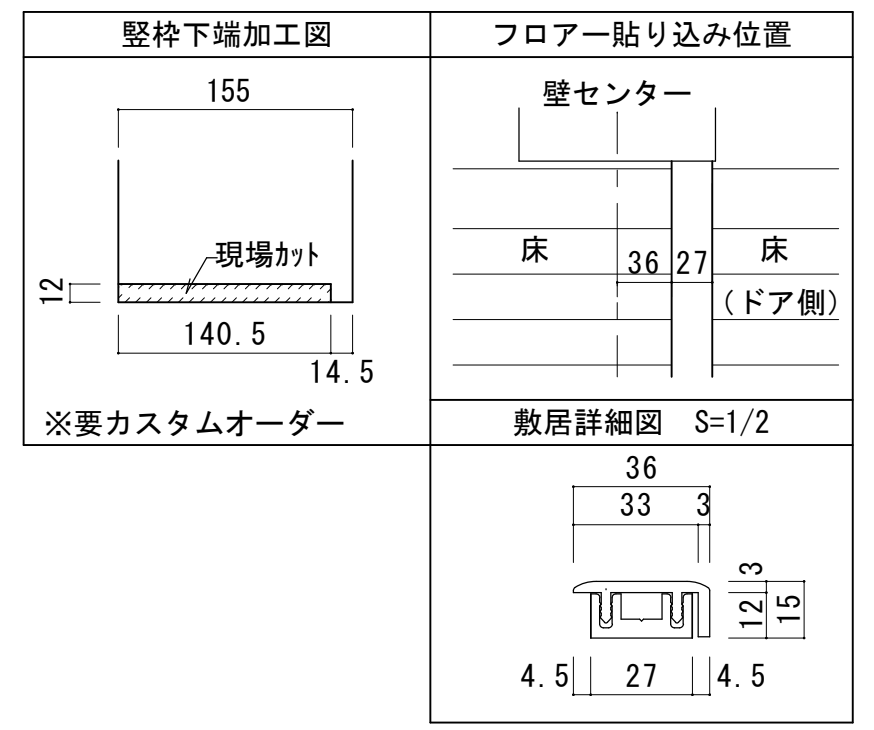 竪枠下端加工図
155
現場ｶｯﾄ
12
140.5
14.5
※要カスタムオーダー
フロアー貼り込み位置
壁センター
床
36
27
床
(ドア側)
敷居詳細図 S=1/2
36
33
3
3
12
15
4.5
27
4.5